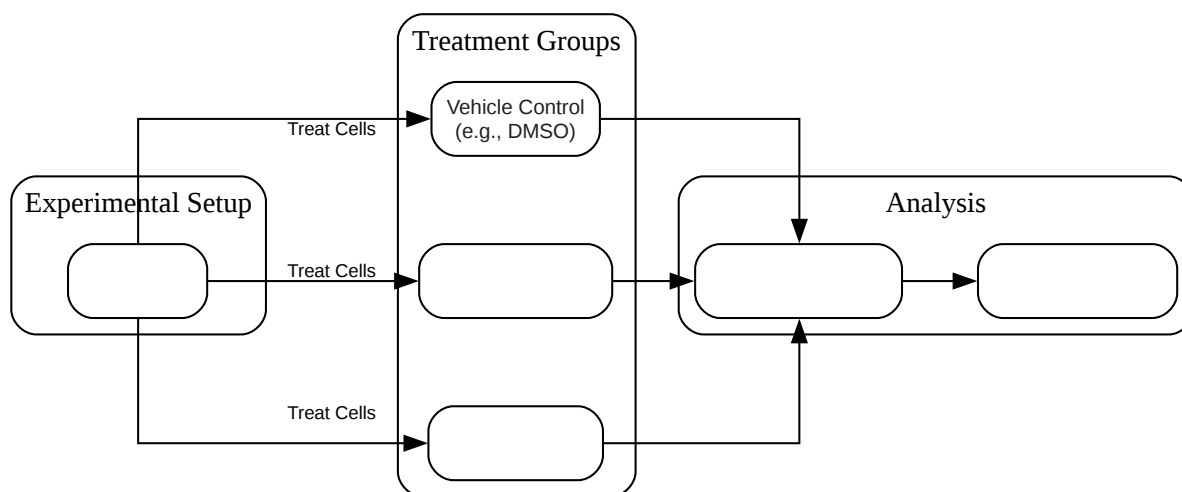 Treatment Groups
Vehicle Control
(e.g., DMSO)
Treat Cells
Experimental Setup
Analysis
Treat Cells
Treat Cells